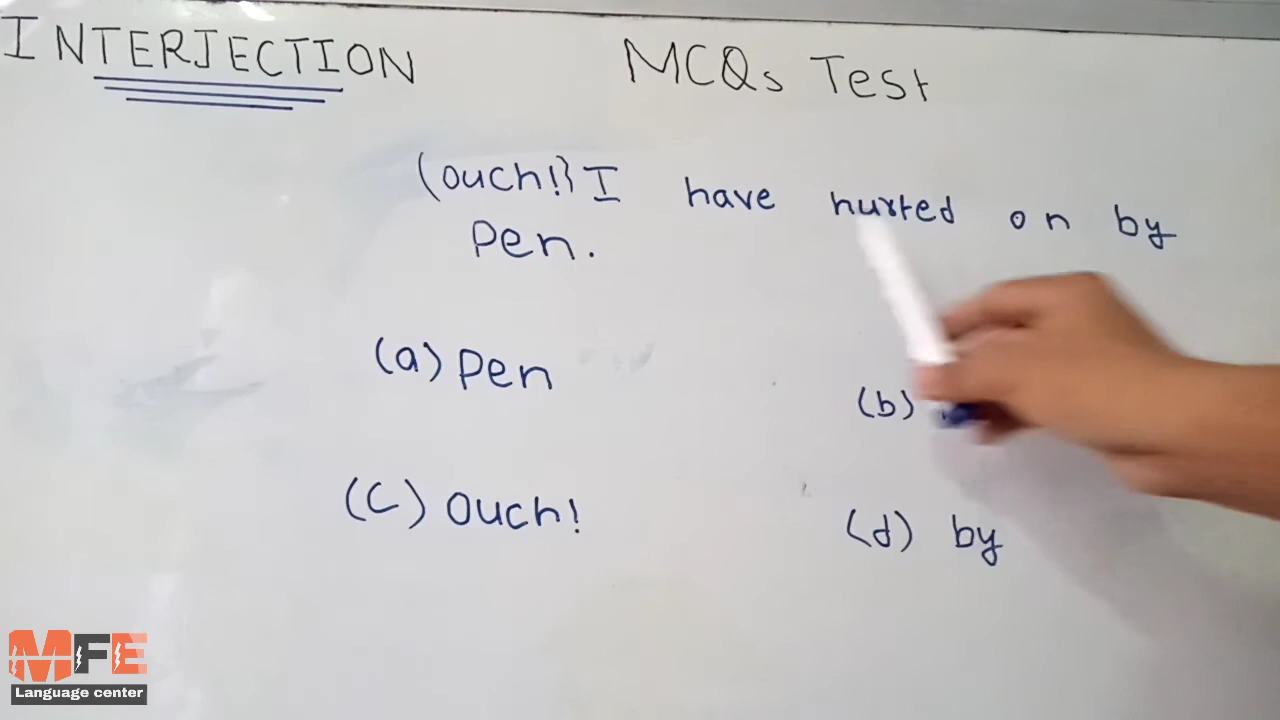 INTERJECTION MCQs Test
(ouch!} I have hurted on by
Pen.
(a) Pen
(b)
(C) ouch!
(d) by
MFE
Language center